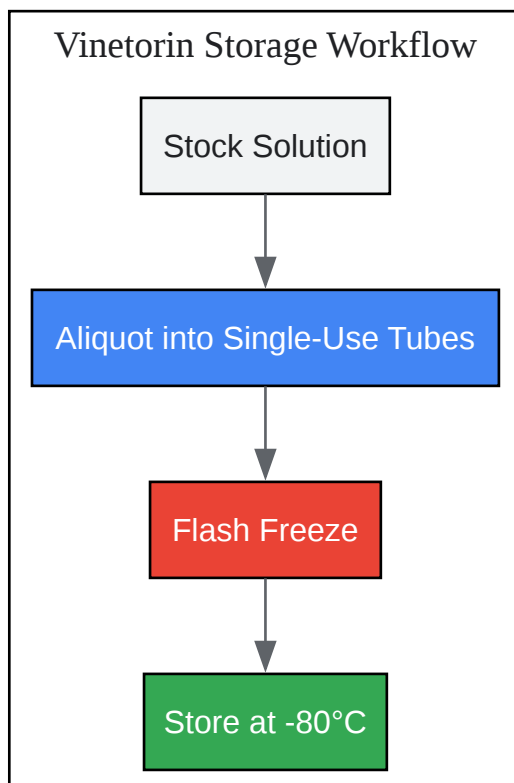 Vinetorin Storage Workflow
Stock Solution
Aliquot into Single-Use Tubes
Flash Freeze
Store at -80°C